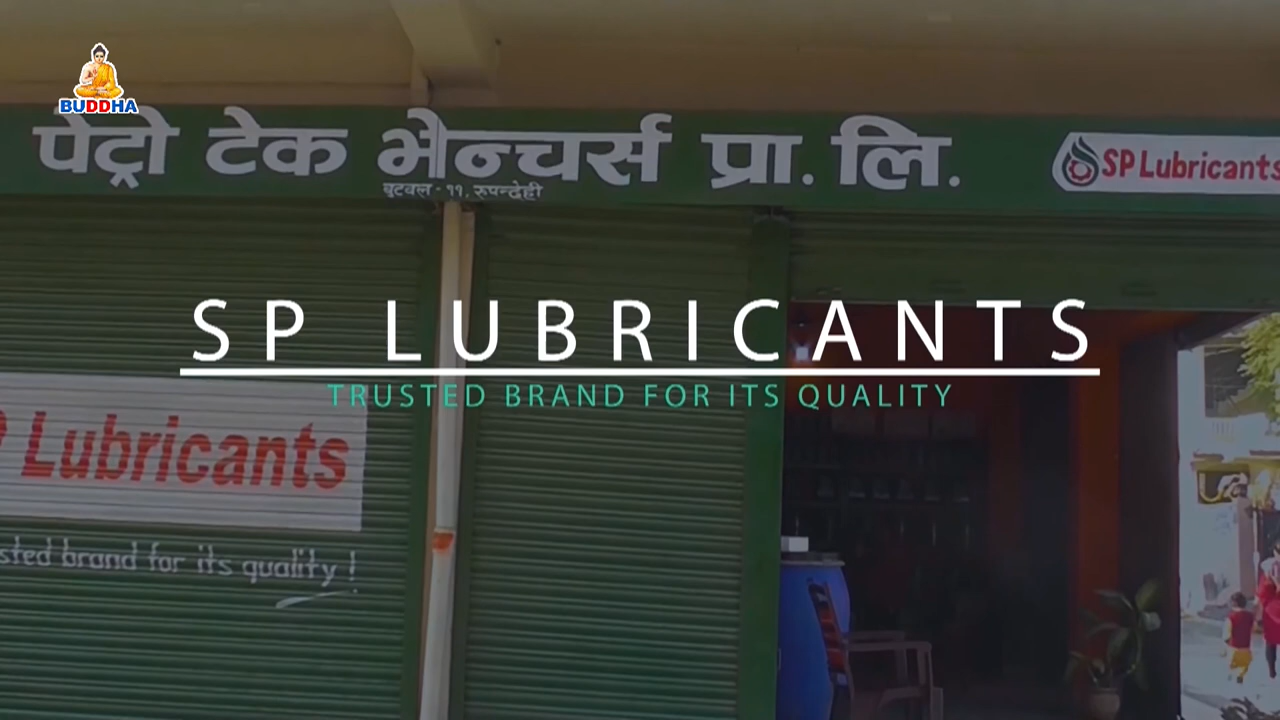 BUDDHA
पेट्रो टेक भेन्चर्स प्रा. लि.
बुटवल - ११, रुपन्देही
SP Lubricants
SP LUBRICANTS
TRUSTED BRAND FOR ITS QUALITY
Lubricants
brand for its quality !